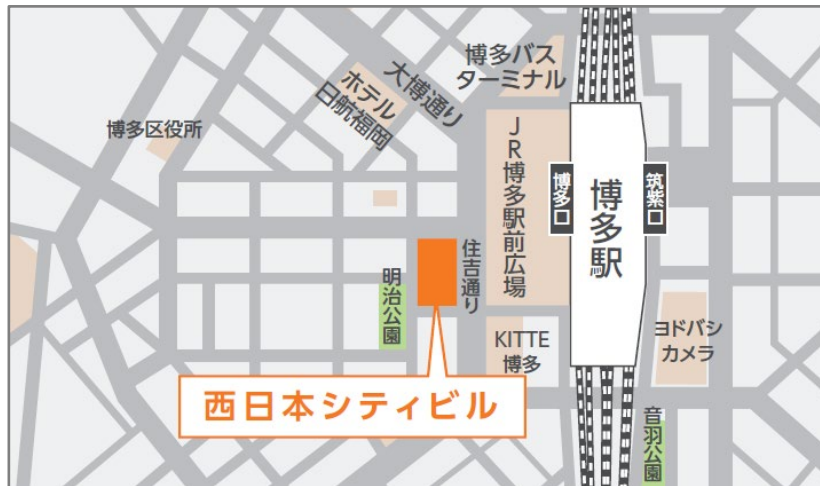 博多バス
ターミナル
大博通り
ホテル
日航福岡
博多区役所
JR博多駅前広場
博多口
博多駅
筑紫口
住吉通り
明治公園
KITTE
博多
ヨドバシ
カメラ
西日本シティビル
音羽公園